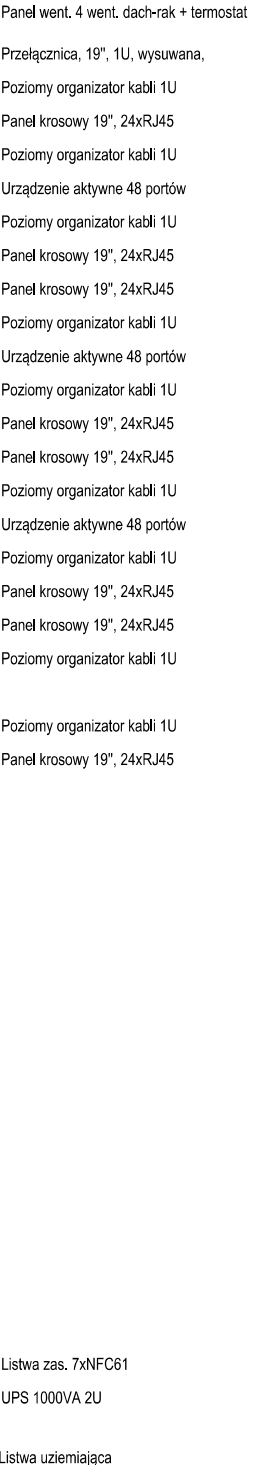 Panel went. 4 went. dach-rak + termostat
Przełącznica, 19", 1U, wysuwana,
Poziomy organizator kabli 1U
Panel krosowy 19", 24xRJ45
Poziomy organizator kabli 1U
Urządzenie aktywne 48 portów
Poziomy organizator kabli 1U
Panel krosowy 19", 24xRJ45
Panel krosowy 19", 24xRJ45
Poziomy organizator kabli 1U
Urządzenie aktywne 48 portów
Poziomy organizator kabli 1U
Panel krosowy 19", 24xRJ45
Panel krosowy 19", 24xRJ45
Poziomy organizator kabli 1U
Urządzenie aktywne 48 portów
Poziomy organizator kabli 1U
Panel krosowy 19", 24xRJ45
Panel krosowy 19", 24xRJ45
Poziomy organizator kabli 1U
Poziomy organizator kabli 1U
Panel krosowy 19", 24xRJ45
Listwa zas. 7xNFC61
UPS 1000VA 2U
Listwa uziemiająca